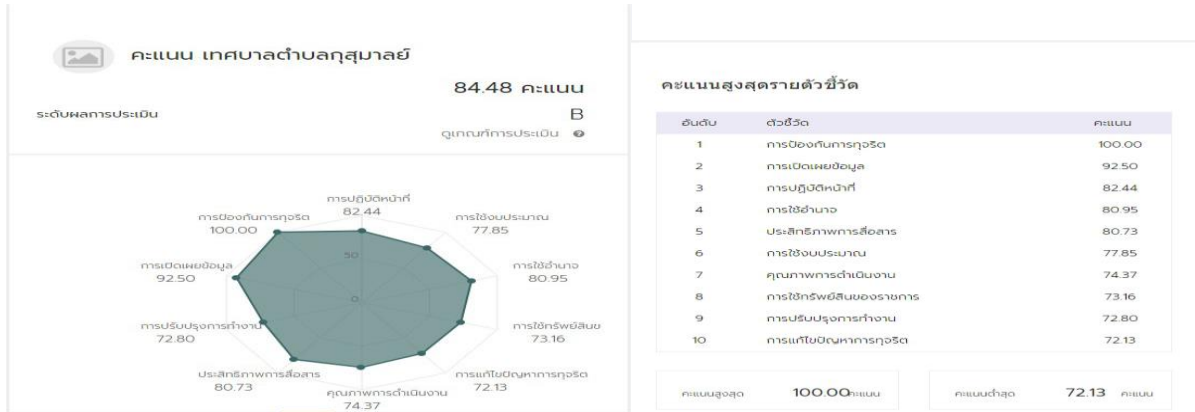 คะแนน เทศบาลตำบลกุสุมาลย์
84.48 คะแนน
ระดับผลการประเมิน B
ดูเกณฑ์การประเมิน
การปฏิบัติหน้าที่
82.44
การใช้งบประมาณ
77.85
การใช้อำนาจ
80.95
การใช้ทรัพย์สินข
73.16
การแก้ไขปัญหาการทุจริต
72.13
คุณภาพการดำเนินงาน
74.37
ประสิทธิภาพการสื่อสาร
80.73
การปรับปรุงการทำงาน
72.80
การเปิดเผยข้อมูล
92.50
การป้องกันการทุจริต
100.00
50
0
คะแนนสูงสุดรายตัวชี้วัด
อันดับ ตัวชี้วัด คะแนน
1 การป้องกันการทุจริต 100.00
2 การเปิดเผยข้อมูล 92.50
3 การปฏิบัติหน้าที่ 82.44
4 การใช้อำนาจ 80.95
5 ประสิทธิภาพการสื่อสาร 80.73
6 การใช้งบประมาณ 77.85
7 คุณภาพการดำเนินงาน 74.37
8 การใช้ทรัพย์สินของราชการ 73.16
9 การปรับปรุงการทำงาน 72.80
10 การแก้ไขปัญหาการทุจริต 72.13
คะแนนสูงสุด 100.00 คะแนน
คะแนนต่ำสุด 72.13 คะแนน